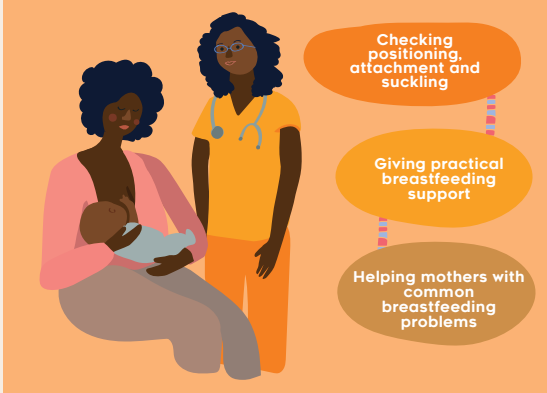 Checking
positioning,
attachment and
suckling
Giving practical
breastfeeding
support
Helping mothers with
common
breastfeeding
problems